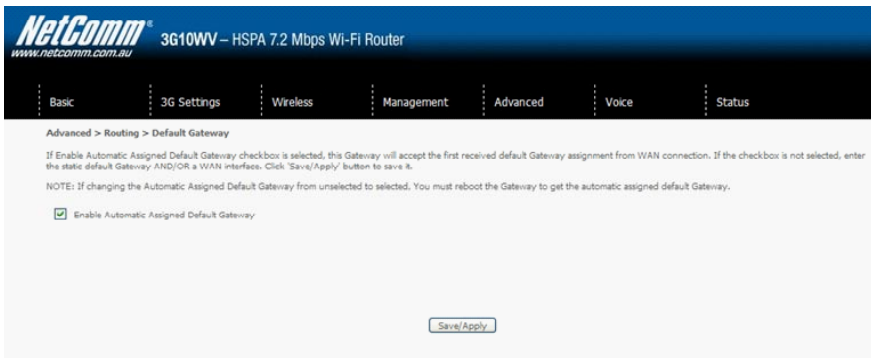 NetComm®
www.netcomm.com.au
3G10WV – HSPA 7.2 Mbps Wi-Fi Router
Basic 3G Settings Wireless Management Advanced Voice Status
Advanced > Routing > Default Gateway
If Enable Automatic Assigned Default Gateway checkbox is selected, this Gateway will accept the first received default Gateway assignment from WAN connection. If the checkbox is not selected, enter
the static default Gateway AND/OR a WAN interface. Click 'Save/Apply' button to save it.
NOTE: If changing the Automatic Assigned Default Gateway from unselected to selected, You must reboot the Gateway to get the automatic assigned default Gateway.
Enable Automatic Assigned Default Gateway
Save/Apply